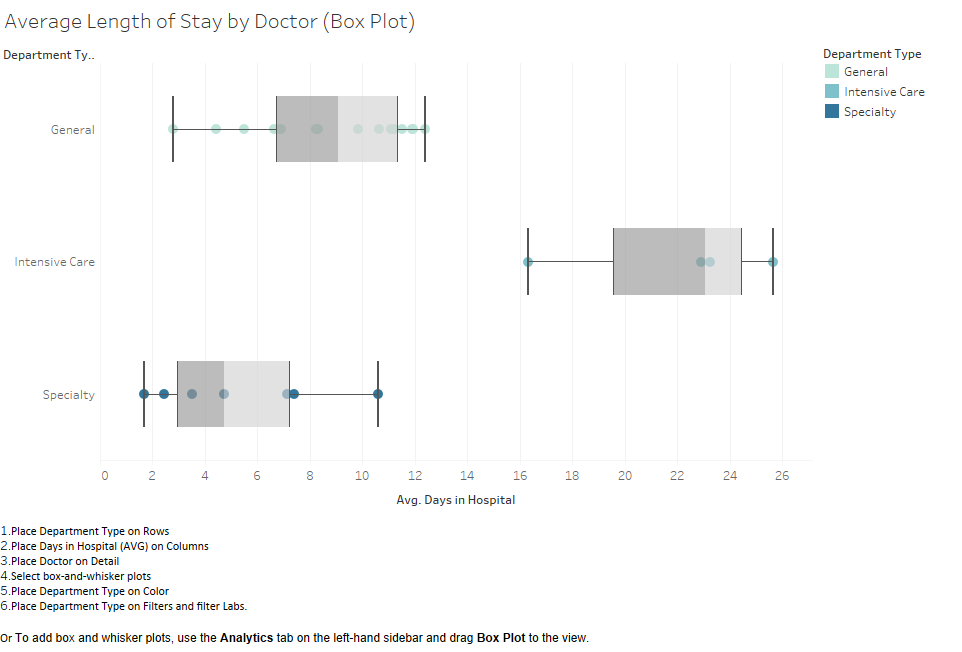 Average Length of Stay by Doctor (Box Plot)
Department Ty..
Department Type
General
Intensive Care
Specialty
General
Intensive Care
Specialty
0 2 4 6 8 10 12 14 16 18 20 22 24 26
Avg. Days in Hospital
1.Place Department Type on Rows
2.Place Days in Hospital (AVG) on Columns
3.Place Doctor on Detail
4.Select box-and-whisker plots
5.Place Department Type on Color
6.Place Department Type on Filters and filter Labs.
Or To add box and whisker plots, use the Analytics tab on the left-hand sidebar and drag Box Plot to the view.